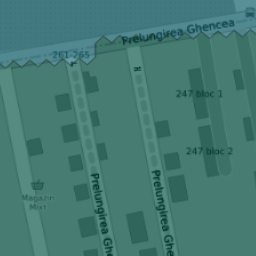 Prelungirea Ghencea
261-265
247 bloc 1
247 bloc 2
Magazin
Mixt
Prelungirea Ghe
Prelungirea Ghe